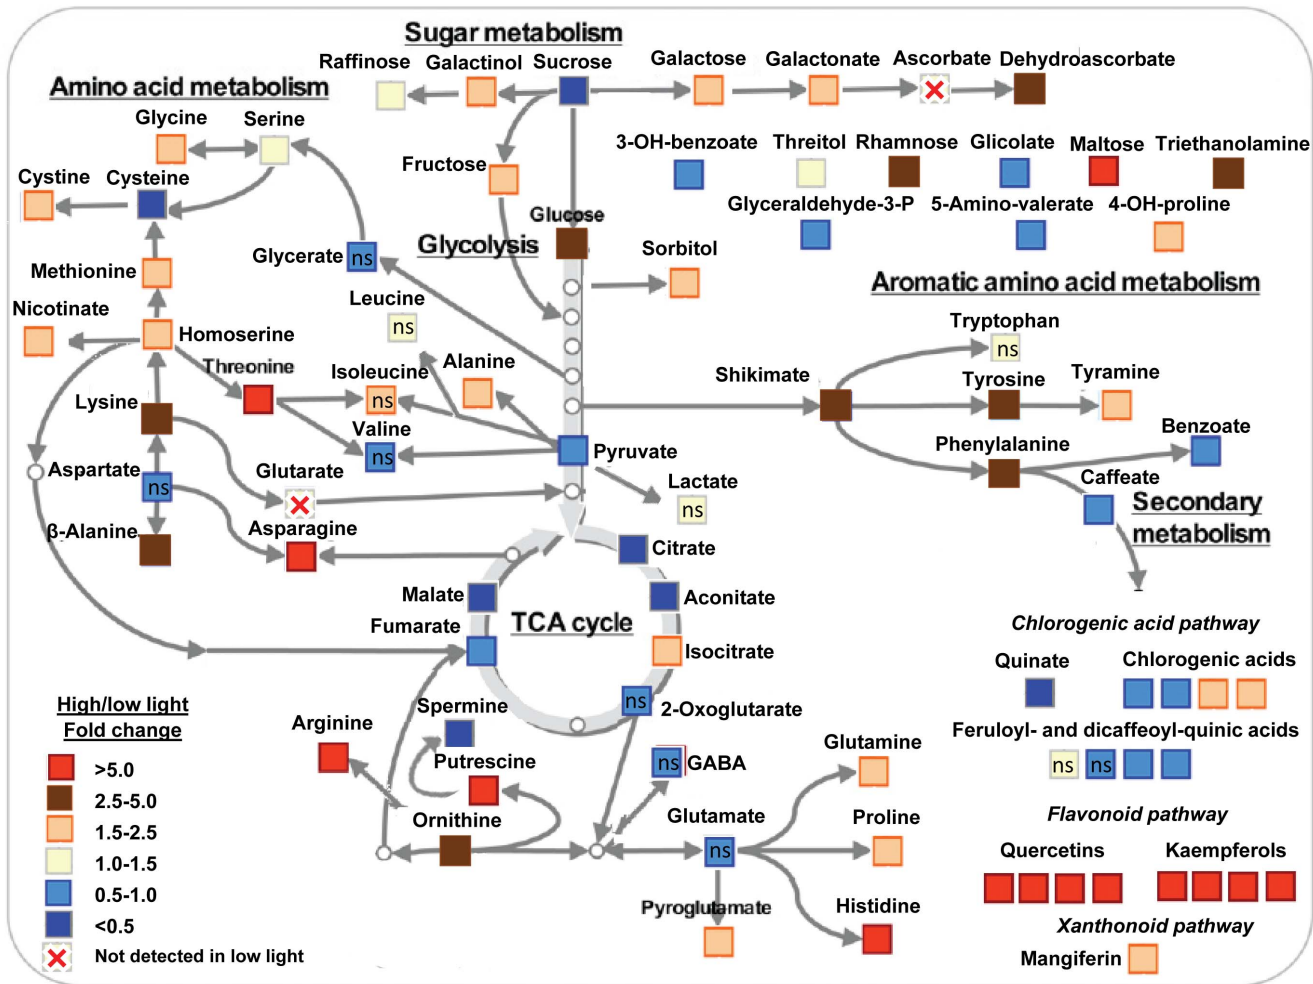 Sugar metabolism
Raffinose Galactinol Sucrose Galactose Galactonate Ascorbate Dehydroascorbate
Amino acid metabolism
Glycine Serine
3-OH-benzoate Threitol Rhamnose Glicolate Maltose Triethanolamine
Fructose
Cystine Cysteine
Glyceraldehyde-3-P 5-Amino-valerate 4-OH-proline
Glucose
Glycolysis
Sorbitol
Glycerate ns
Methionine
Aromatic amino acid metabolism
Leucine
ns
Nicotinate
Homoserine
Tryptophan
ns
Threonine
Isoleucine
ns
Alanine
Shikimate
Tyrosine Tyramine
Lysine
Valine
ns
Pyruvate
Phenylalanine
Benzoate
Aspartate ns
Glutarate
Lactate
ns
Caffeate
Secondary
metabolism
β-Alanine
Asparagine
Citrate
Malate
Aconitate
TCA cycle
Fumarate
Isocitrate
Chlorogenic acid pathway
Quinate Chlorogenic acids
ns
2-Oxoglutarate
High/low light
Fold change
>5.0
2.5-5.0
1.5-2.5
1.0-1.5
0.5-1.0
<0.5
Not detected in low light
Arginine
Spermine
Putrescine
Ornithine
ns GABA
Glutamate
ns
Glutamine
Proline
Pyroglutamate
Histidine
Feruloyl- and dicaffeoyl-quinic acids
ns ns
Flavonoid pathway
Quercetins Kaempferols
Xanthonoid pathway
Mangiferin